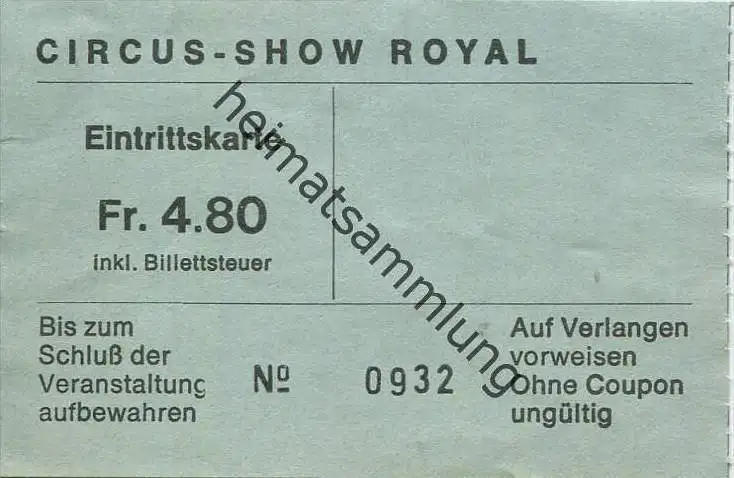 CIRCUS-SHOW ROYAL
Eintrittskarte
Fr. 4.80
inkl. Billettsteuer
Bis zum
Schluß der
Veranstaltung
aufbewahren
Nº 0932
Auf Verlangen
vorweisen
Ohne Coupon
ungültig
heimatsammlung